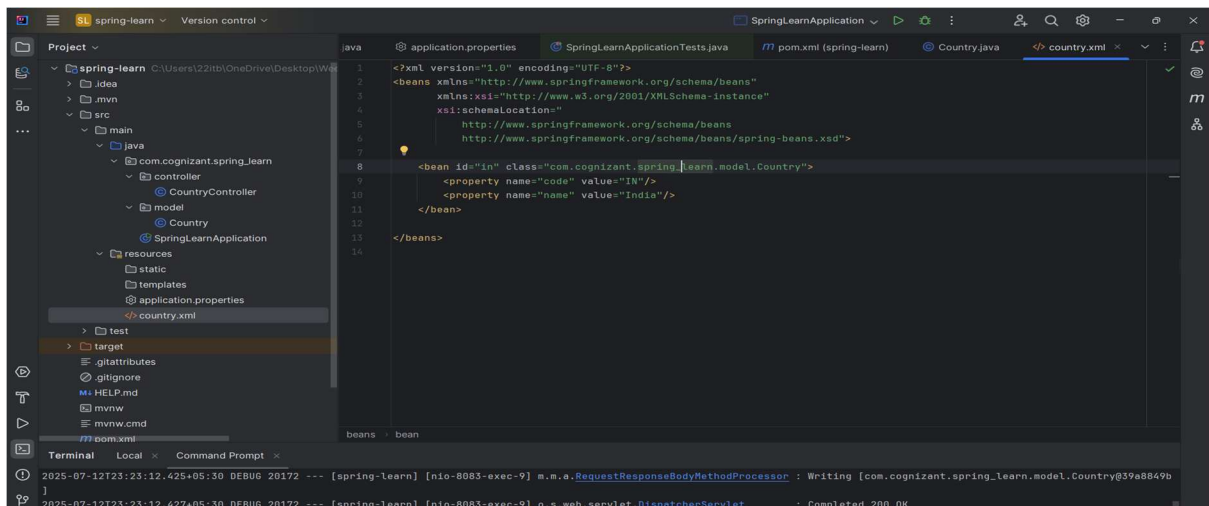 SL spring-learn Version control SpringLearnApplication
Project
java application.properties SpringLearnApplicationTests.java pom.xml (spring-learn) Country.java country.xml
spring-learn C:\Users\22itb\OneDrive\Desktop\We
.idea
.mvn
src
main
java
com.cognizant.spring_learn
controller
CountryController
model
Country
SpringLearnApplication
resources
static
templates
application.properties
country.xml
test
target
.gitattributes
.gitignore
HELP.md
mvnw
mvnw.cmd
pom.xml
1 <?xml version="1.0" encoding="UTF-8"?>
2 <beans xmlns="http://www.springframework.org/schema/beans"
3 xmlns:xsi="http://www.w3.org/2001/XMLSchema-instance"
4 xsi:schemaLocation="
5 http://www.springframework.org/schema/beans
6 http://www.springframework.org/schema/beans/spring-beans.xsd">
7
8 <bean id="in" class="com.cognizant.spring_learn.model.Country">
9 <property name="code" value="IN"/>
10 <property name="name" value="India"/>
11 </bean>
12
13 </beans>
14
beans › bean
Terminal Local Command Prompt
2025-07-12T23:23:12.425+05:30 DEBUG 20172 --- [spring-learn] [nio-8083-exec-9] m.m.a.RequestResponseBodyMethodProcessor : Writing [com.cognizant.spring_learn.model.Country@39a8849b
]
2025-07-12T23:23:12.427+05:30 DEBUG 20172 --- [spring-learn] [nio-8083-exec-9] o.s.web.servlet.DispatcherServlet : Completed 200 OK